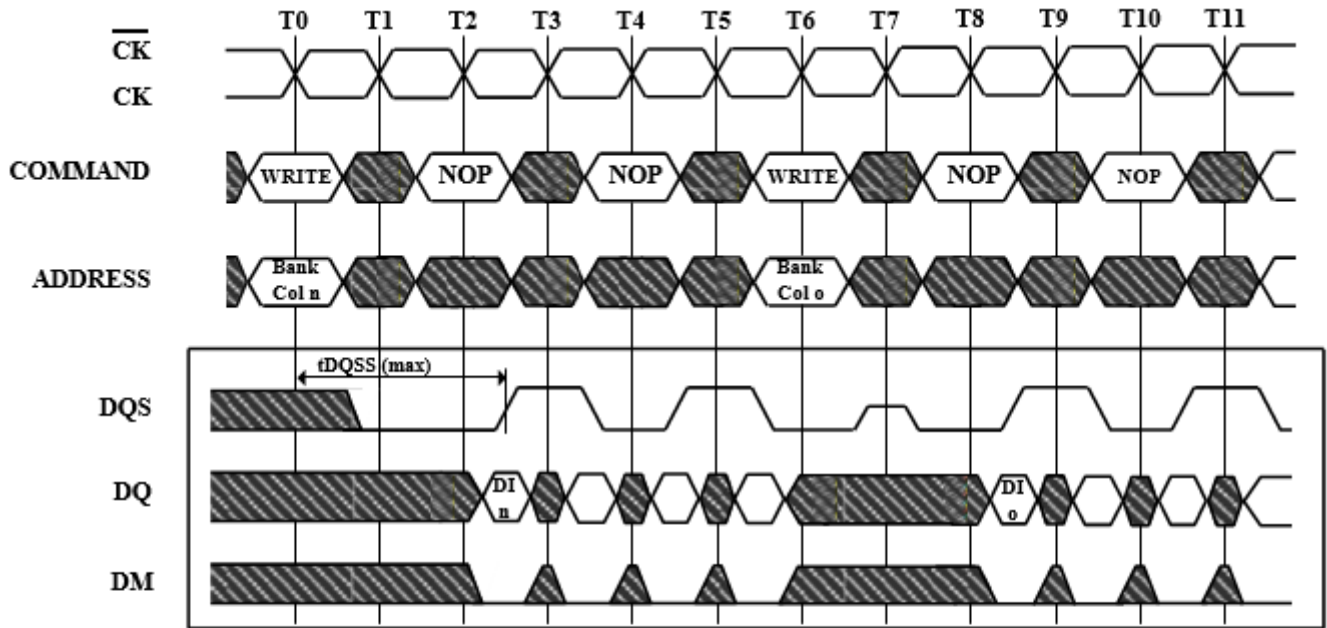 T0 T1 T2 T3 T4 T5 T6 T7 T8 T9 T10 T11
CK
CK
COMMAND WRITE NOP NOP WRITE NOP NOP
ADDRESS Bank Col n Bank Col o
tDQSS (max)
DQS
DQ DI n DI o
DM